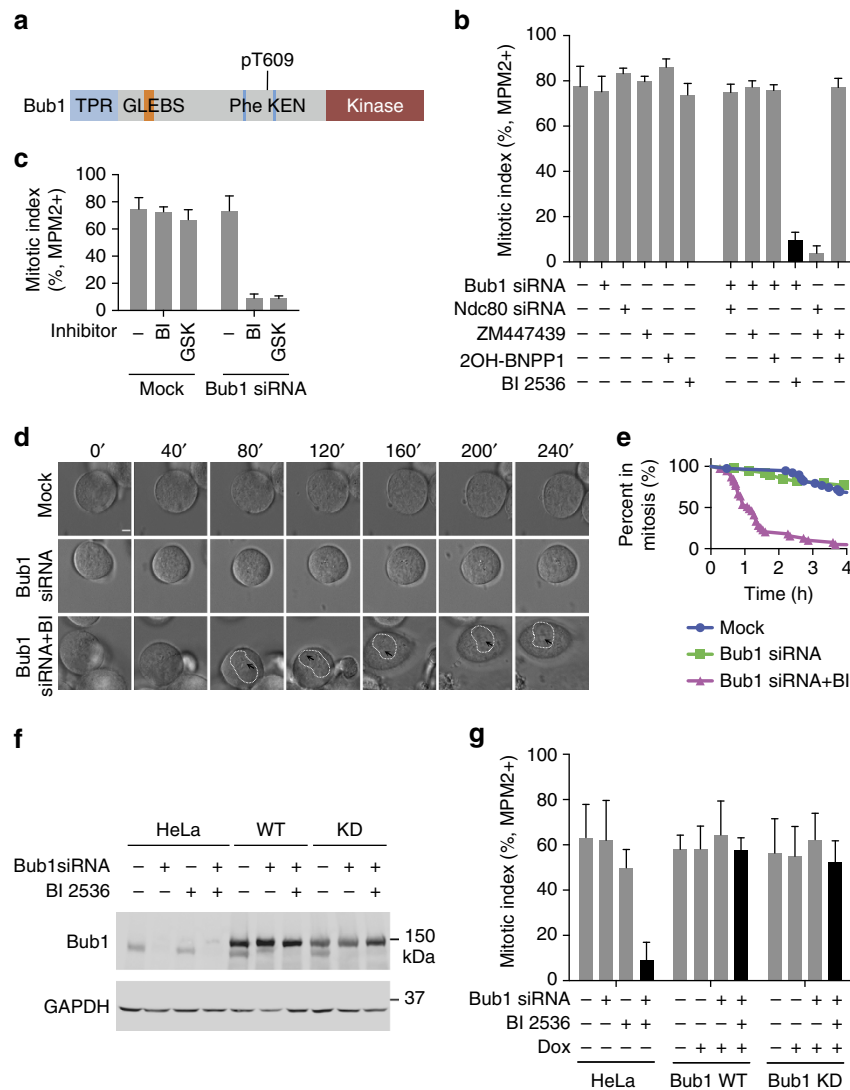 a
pT609
Bub1 TPR GLEBS Phe KEN Kinase
b
Mitotic index (%, MPM2+)
100
80
60
40
20
0
Bub1 siRNA – + – – – – + + + + – –
Ndc80 siRNA – – + – – – + – – – + –
ZM447439 – – – + – – – + – – + +
2OH-BNPP1 – – – – + – – – + – – +
BI 2536 – – – – – + – – – + – –
c
Mitotic index
(%, MPM2+)
100
80
60
40
20
0
Inhibitor – BI GSK – BI GSK
Mock Bub1 siRNA
d
0′ 40′ 80′ 120′ 160′ 200′ 240′
Mock
Bub1
siRNA
Bub1
siRNA+BI
e
Percent in
mitosis (%)
100
50
0
0 1 2 3 4
Time (h)
Mock
Bub1 siRNA
Bub1 siRNA+BI
f
HeLa WT KD
Bub1siRNA – + – + – + + – + +
BI 2536 – – + + – – + – – +
Bub1
150
kDa
GAPDH
37
g
Mitotic index (%, MPM2+)
100
80
60
40
20
0
Bub1 siRNA – + – + – – + + – – + +
BI 2536 – – + + – – – + – – – +
Dox – – – – – + + + – + + +
HeLa Bub1 WT Bub1 KD